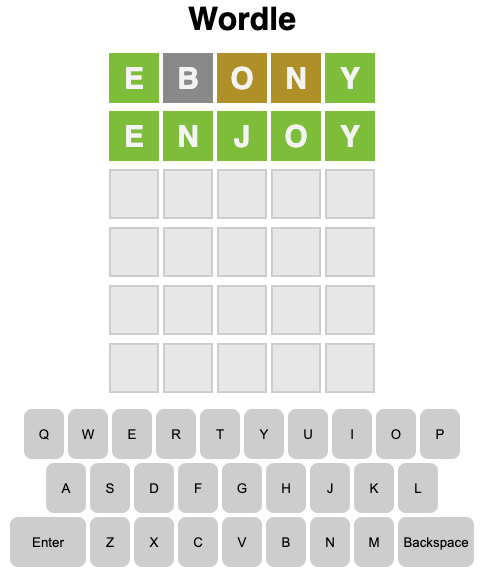 Wordle
E B O N Y
E N J O Y
Q W E R T Y U I O P
A S D F G H J K L
Enter Z X C V B N M Backspace